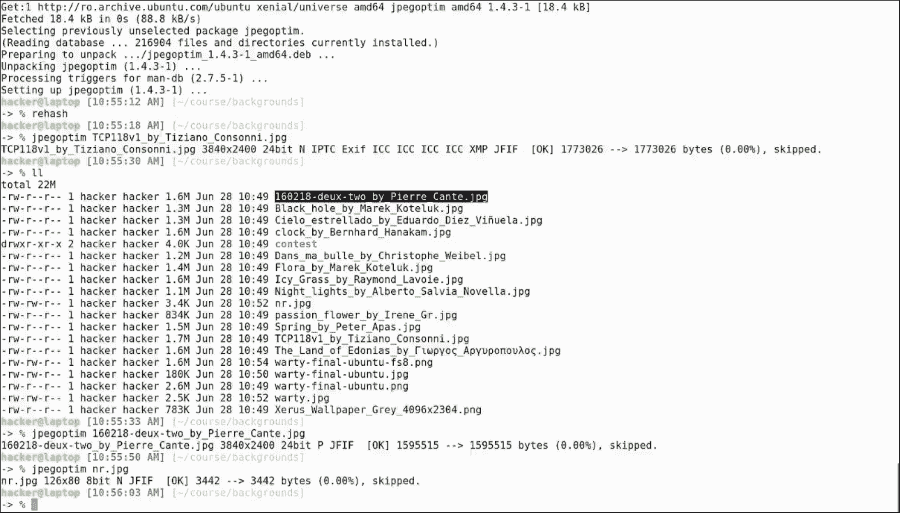 Get:1 http://ro.archive.ubuntu.com/ubuntu xenial/universe amd64 jpegoptim amd64 1.4.3-1 [18.4 kB]
Fetched 18.4 kB in 0s (88.8 kB/s)
Selecting previously unselected package jpegoptim.
(Reading database ... 216904 files and directories currently installed.)
Preparing to unpack .../jpegoptim_1.4.3-1_amd64.deb ...
Unpacking jpegoptim (1.4.3-1) ...
Processing triggers for man-db (2.7.5-1) ...
Setting up jpegoptim (1.4.3-1) ...
hacker@laptop [10:55:12 AM] [~/course/backgrounds]
-> % rehash
hacker@laptop [10:55:18 AM] [~/course/backgrounds]
-> % jpegoptim TCP118v1_by_Tiziano_Consonni.jpg
TCP118v1_by_Tiziano_Consonni.jpg 3840x2400 24bit N IPTC Exif ICC ICC ICC ICC XMP JFIF  [OK] 1773026 --> 1773026 bytes (0.00%), skipped.
hacker@laptop [10:55:30 AM] [~/course/backgrounds]
-> % ll
total 22M
-rw-r--r-- 1 hacker hacker 1.6M Jun 28 10:49 160218-deux-two_by_Pierre_Cante.jpg
-rw-r--r-- 1 hacker hacker 1.3M Jun 28 10:49 Black_hole_by_Marek_Koteluk.jpg
-rw-r--r-- 1 hacker hacker 1.3M Jun 28 10:49 Cielo_estrellado_by_Eduardo_Diez_Viñuela.jpg
-rw-r--r-- 1 hacker hacker 1.6M Jun 28 10:49 clock_by_Bernhard_Hanakam.jpg
drwxr-xr-x 2 hacker hacker 4.0K Jun 28 10:49 contest
-rw-r--r-- 1 hacker hacker 1.2M Jun 28 10:49 Dans_ma_bulle_by_Christophe_Weibel.jpg
-rw-r--r-- 1 hacker hacker 1.4M Jun 28 10:49 Flora_by_Marek_Koteluk.jpg
-rw-r--r-- 1 hacker hacker 1.6M Jun 28 10:49 Icy_Grass_by_Raymond_Lavoie.jpg
-rw-r--r-- 1 hacker hacker 1.1M Jun 28 10:49 Night_lights_by_Alberto_Salvia_Novella.jpg
-rw-rw-r-- 1 hacker hacker 3.4K Jun 28 10:52 nr.jpg
-rw-r--r-- 1 hacker hacker 834K Jun 28 10:49 passion_flower_by_Irene_Gr.jpg
-rw-r--r-- 1 hacker hacker 1.5M Jun 28 10:49 Spring_by_Peter_Apas.jpg
-rw-r--r-- 1 hacker hacker 1.7M Jun 28 10:49 TCP118v1_by_Tiziano_Consonni.jpg
-rw-r--r-- 1 hacker hacker 1.6M Jun 28 10:49 The_Land_of_Edonias_by_Γιωργος_Αργυροπουλος.jpg
-rw-rw-r-- 1 hacker hacker 1.6M Jun 28 10:54 warty-final-ubuntu-fs8.png
-rw-rw-r-- 1 hacker hacker 180K Jun 28 10:50 warty-final-ubuntu.jpg
-rw-r--r-- 1 hacker hacker 2.6M Jun 28 10:49 warty-final-ubuntu.png
-rw-rw-r-- 1 hacker hacker 2.5K Jun 28 10:52 warty.jpg
-rw-r--r-- 1 hacker hacker 783K Jun 28 10:49 Xerus_Wallpaper_Grey_4096x2304.png
hacker@laptop [10:55:33 AM] [~/course/backgrounds]
-> % jpegoptim 160218-deux-two_by_Pierre_Cante.jpg
160218-deux-two_by_Pierre_Cante.jpg 3840x2400 24bit P JFIF  [OK] 1595515 --> 1595515 bytes (0.00%), skipped.
hacker@laptop [10:55:50 AM] [~/course/backgrounds]
-> % jpegoptim nr.jpg
nr.jpg 126x80 8bit N JFIF  [OK] 3442 --> 3442 bytes (0.00%), skipped.
hacker@laptop [10:56:03 AM] [~/course/backgrounds]
-> %